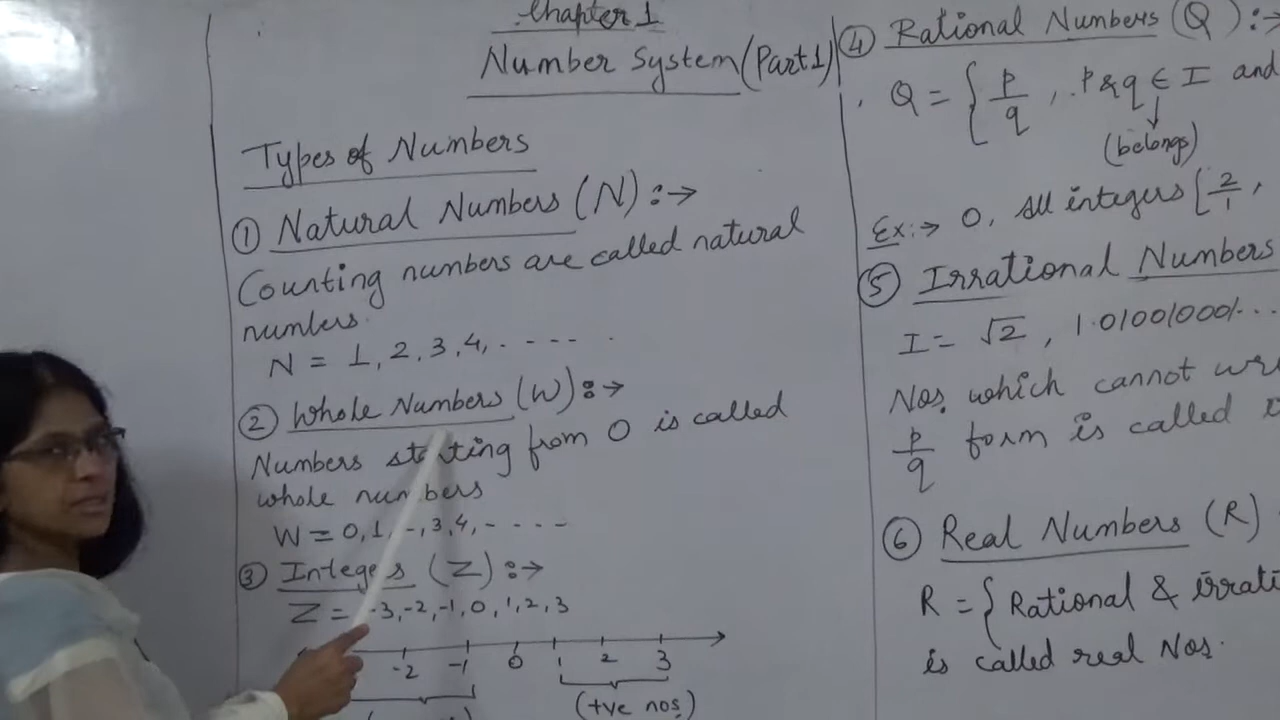 Chapter 1
Number System (Part 1)
Types of Numbers
① Natural Numbers (N) :→
Counting numbers are called natural
numbers.
N = 1, 2, 3, 4, - - - - -
② Whole Numbers (W) :→
Numbers starting from 0 is called
whole numbers
W = 0, 1, 3, 4, - - - -
③ Integers (Z) :→
Z = -3, -2, -1, 0, 1, 2, 3
-2 -1 0 1 2 3
(+ve nos.)
④ Rational Numbers (Q) :→
Q = { p/q , p & q ∈ I and
(belongs)
Ex:→ 0, All integers [2/1,
⑤ Irrational Numbers
I = √2, 1.010010001...
Nos. which cannot
p/q form is called
⑥ Real Numbers (R)
R = { Rational &
is called real Nos.